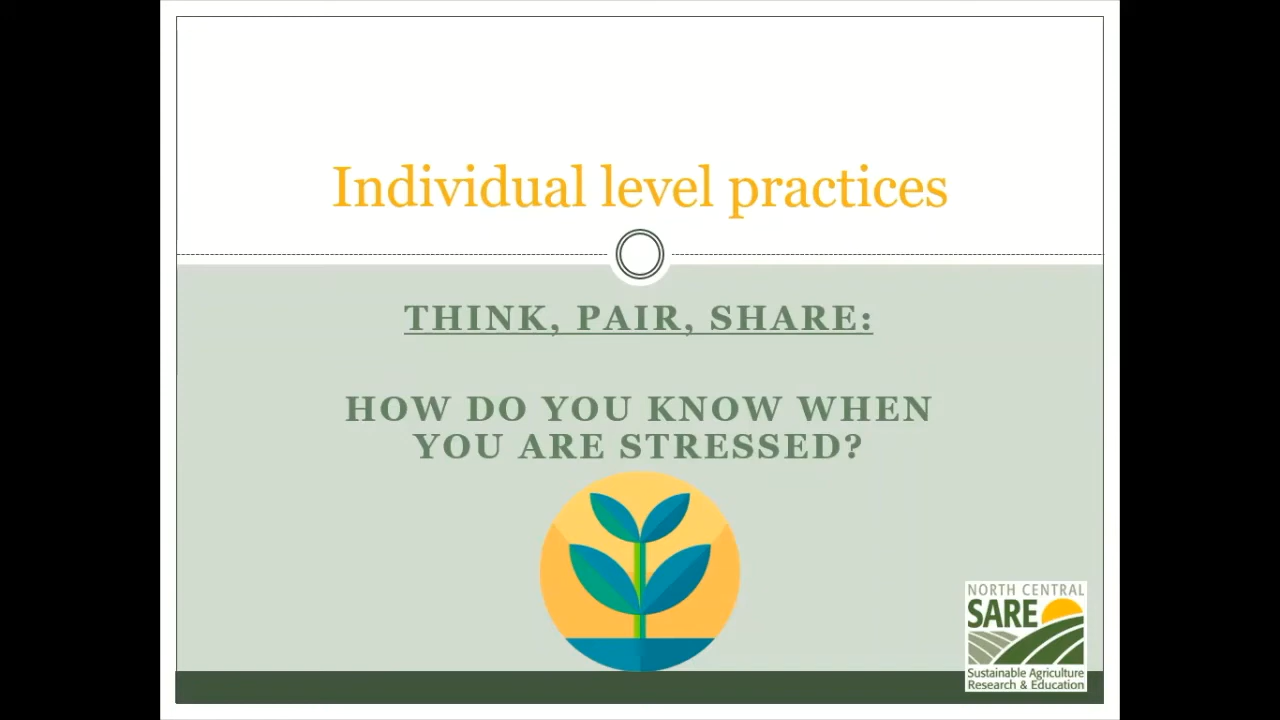 Individual level practices
THINK, PAIR, SHARE:
HOW DO YOU KNOW WHEN
YOU ARE STRESSED?
NORTH CENTRAL
SARE
Sustainable Agriculture
Research & Education